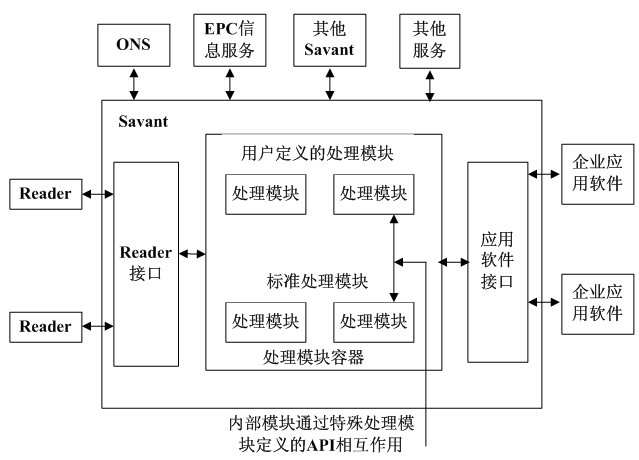 ONS
EPC信
息服务
其他
Savant
其他
服务
Savant
用户定义的处理模块
处理模块
处理模块
Reader
Reader
Reader
接口
标准处理模块
处理模块
处理模块
处理模块容器
应用
软件
接口
企业应
用软件
企业应
用软件
内部模块通过特殊处理模
块定义的API相互作用